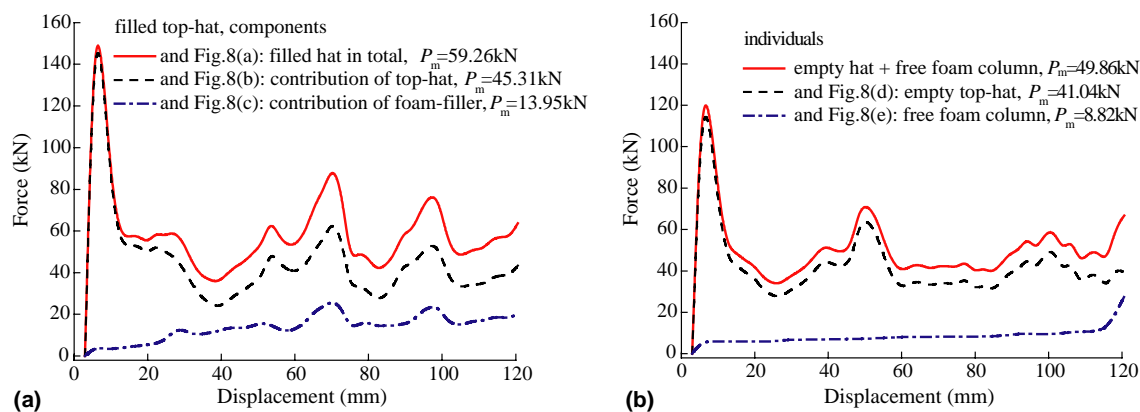 160
140
120
100
80
60
40
20
0
Force (kN)
filled top-hat, components
and Fig.8(a): filled hat in total, Pm=59.26kN
and Fig.8(b): contribution of top-hat, Pm=45.31kN
and Fig.8(c): contribution of foam-filler, Pm=13.95kN
0 20 40 60 80 100 120
Displacement (mm)
(a)
160
140
120
100
80
60
40
20
0
Force (kN)
individuals
empty hat + free foam column, Pm=49.86kN
and Fig.8(d): empty top-hat, Pm=41.04kN
and Fig.8(e): free foam column, Pm=8.82kN
0 20 40 60 80 100 120
Displacement (mm)
(b)